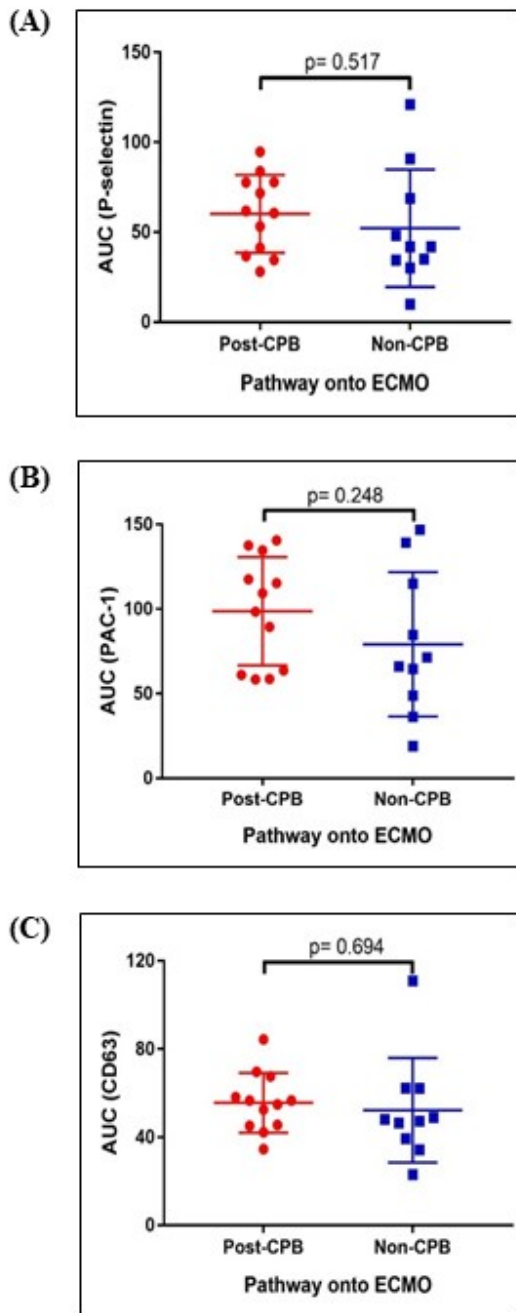 (A)
p= 0.517
150
100
50
0
AUC (P-selectin)
Post-CPB Non-CPB
Pathway onto ECMO
(B)
p= 0.248
150
100
50
0
AUC (PAC-1)
Post-CPB Non-CPB
Pathway onto ECMO
(C)
p= 0.694
120
80
40
0
AUC (CD63)
Post-CPB Non-CPB
Pathway onto ECMO